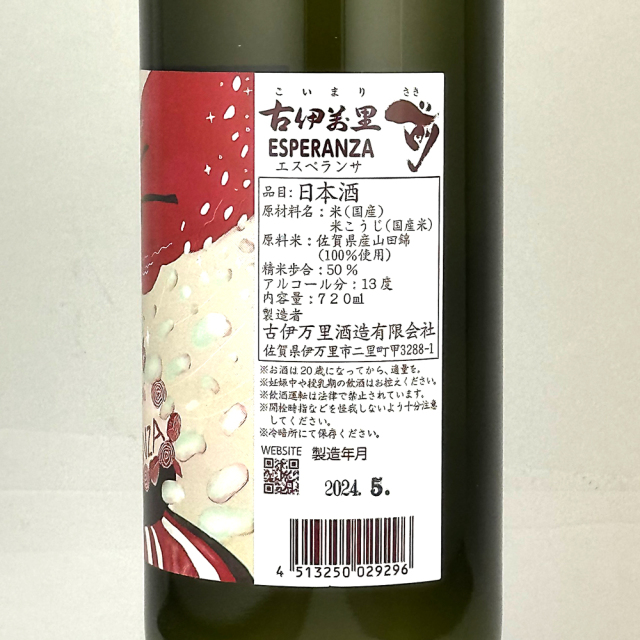 こいまり さき
古伊万里 前
ESPERANZA
エスペランサ
品目:日本酒
原材料名:米(国産)
米こうじ(国産米)
原料米:佐賀県産山田錦
(100%使用)
精米歩合:50%
アルコール分:13度
内容量:720ml
製造者
古伊万里酒造有限会社
佐賀県伊万里市二里町甲3288-1
※お酒は20歳になってから、適量を。
※妊娠中や授乳期の飲酒はお控えください。
※飲酒運転は法律で禁止されています。
※開栓時指などを怪我しないよう十分注意
してください。
※冷暗所にて保存ください。
WEBSITE 製造年月
2024. 5.
4 513250 029296
NZA